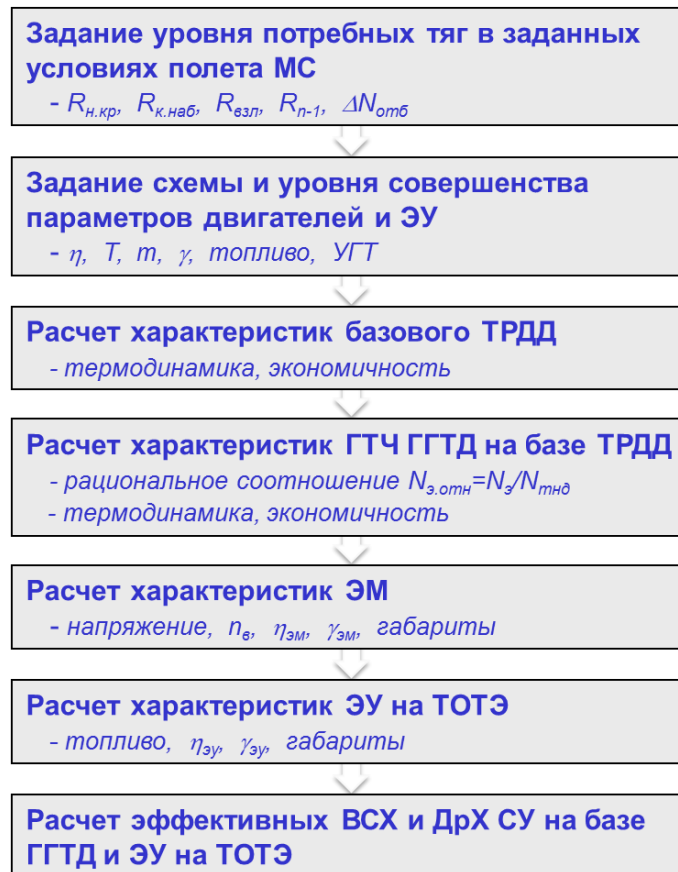 Задание уровня потребных тяг в заданных
условиях полета МС
- Rн.кр, Rк.наб, Rвзл, Rn-1, ΔNотб
Задание схемы и уровня совершенства
параметров двигателей и ЭУ
- η, T, m, γ, топливо, УГТ
Расчет характеристик базового ТРДД
- термодинамика, экономичность
Расчет характеристик ГТЧ ГГТД на базе ТРДД
- рациональное соотношение Nэ.отн=Nэ/Nтнд
- термодинамика, экономичность
Расчет характеристик ЭМ
- напряжение, nв, ηэм, γэм, габариты
Расчет характеристик ЭУ на ТОТЭ
- топливо, ηэу, γэу, габариты
Расчет эффективных ВСХ и ДрХ СУ на базе
ГГТД и ЭУ на ТОТЭ